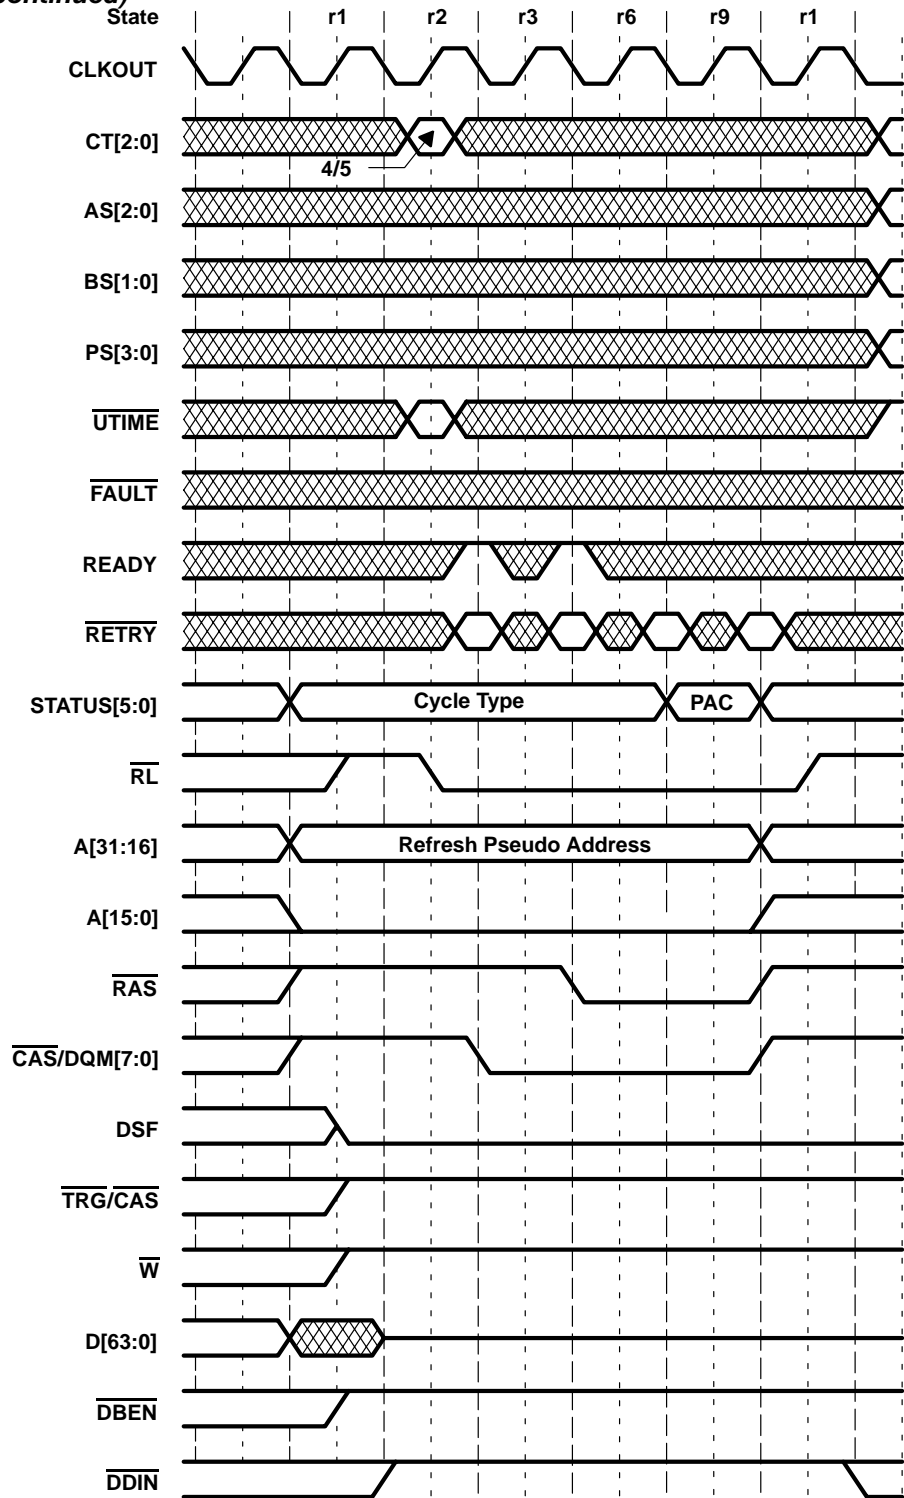 State r1 r2 r3 r6 r9 r1
CLKOUT
CT[2:0]
4/5
AS[2:0]
BS[1:0]
PS[3:0]
UTIME
FAULT
READY
RETRY
STATUS[5:0] Cycle Type PAC
RL
A[31:16] Refresh Pseudo Address
A[15:0]
RAS
CAS/DQM[7:0]
DSF
TRG/CAS
W
D[63:0]
DBEN
DDIN